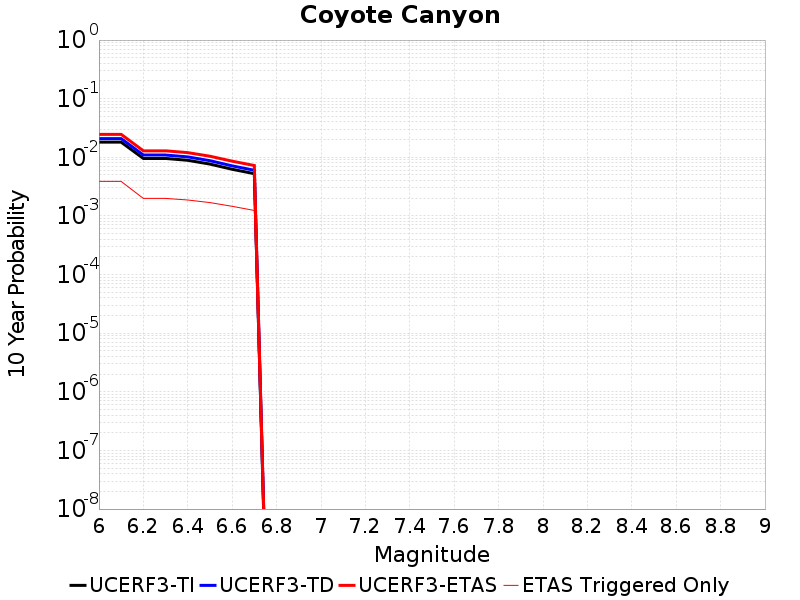 Coyote Canyon
10^0
10^-1
10^-2
10^-3
10^-4
10^-5
10^-6
10^-7
10^-8
10 Year Probability
6 6.2 6.4 6.6 6.8 7 7.2 7.4 7.6 7.8 8 8.2 8.4 8.6 8.8 9
Magnitude
UCERF3-TI UCERF3-TD UCERF3-ETAS ETAS Triggered Only